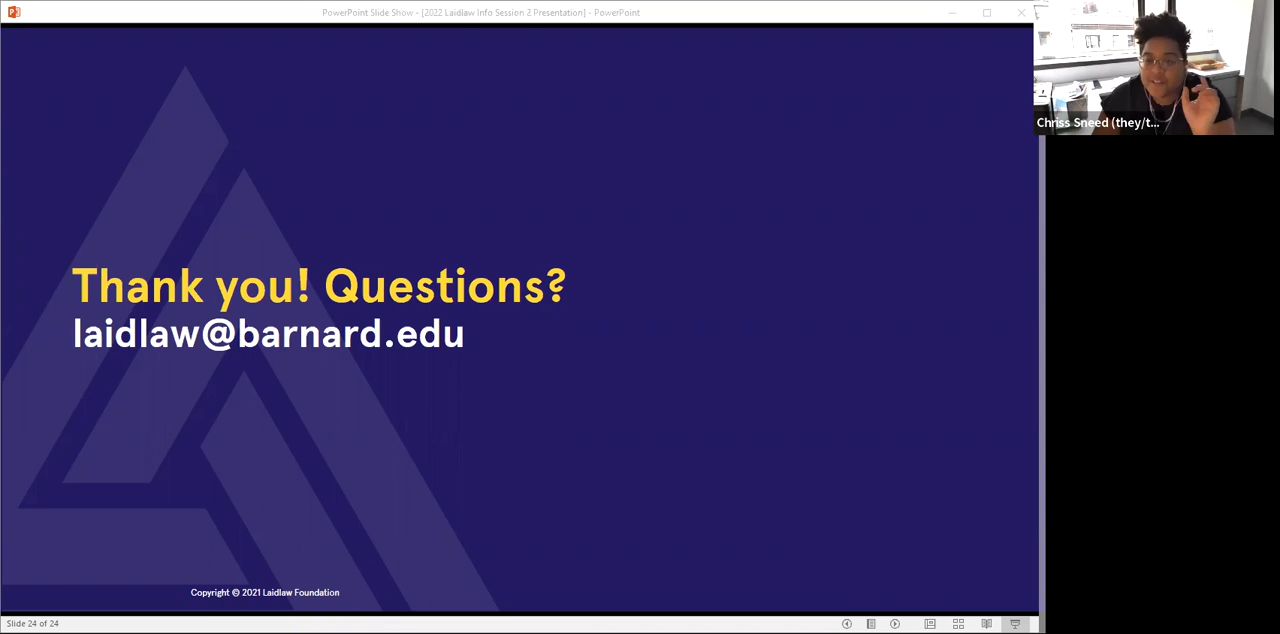 PowerPoint Slide Show - [2022 Laidlaw Info Session 2 Presentation] - PowerPoint
Chriss Sneed (they/t...
Thank you! Questions?
laidlaw@barnard.edu
Copyright © 2021 Laidlaw Foundation
Slide 24 of 24